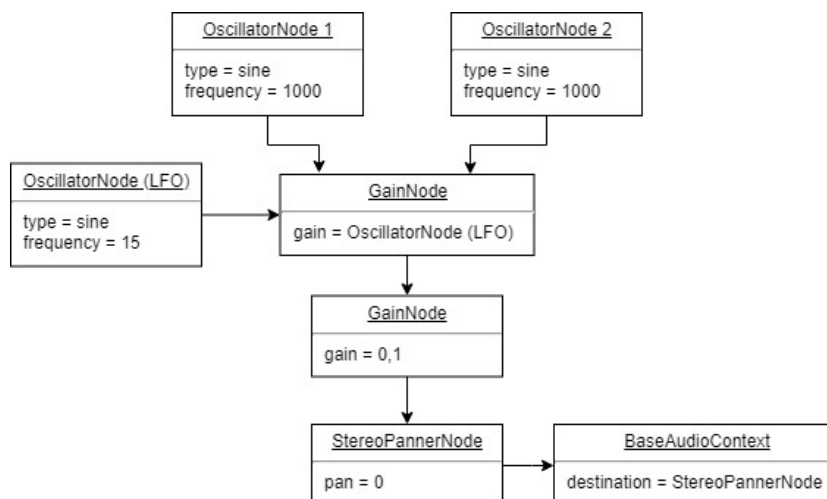 OscillatorNode 1
type = sine
frequency = 1000
OscillatorNode 2
type = sine
frequency = 1000
OscillatorNode (LFO)
type = sine
frequency = 15
GainNode
gain = OscillatorNode (LFO)
GainNode
gain = 0,1
StereoPannerNode
pan = 0
BaseAudioContext
destination = StereoPannerNode